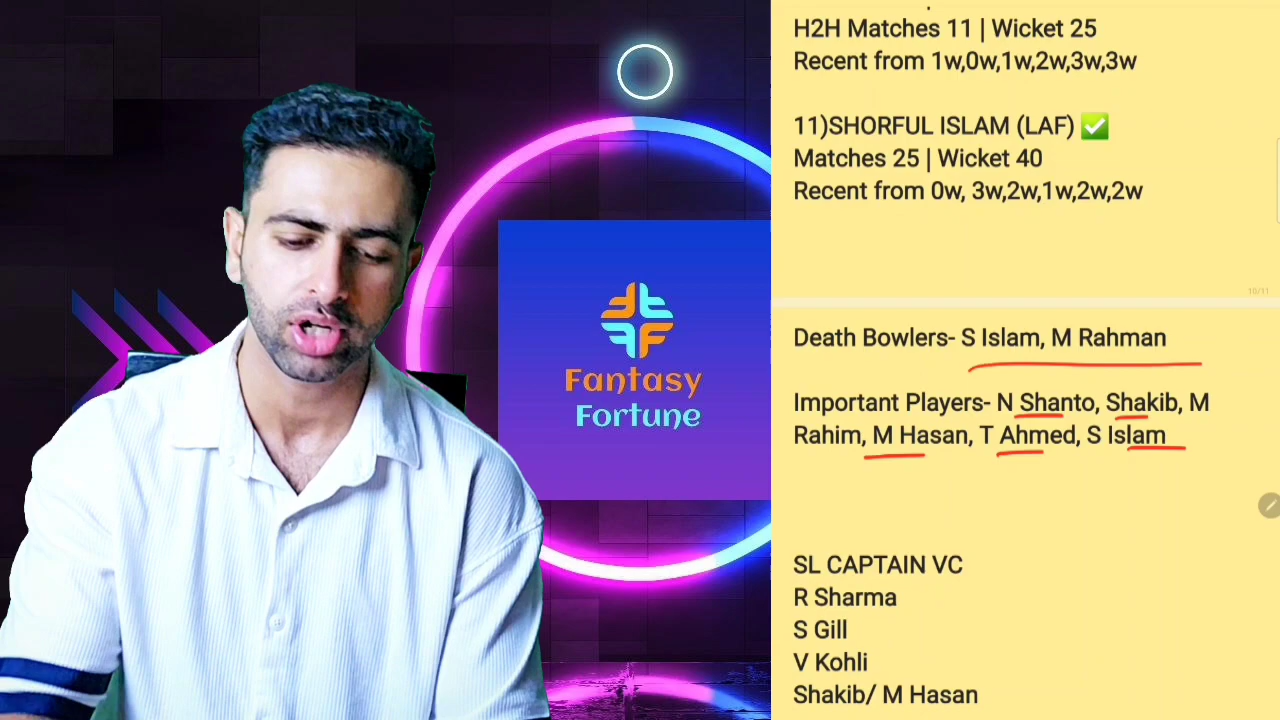 H2H Matches 11 | Wicket 25
Recent from 1w,0w,1w,2w,3w,3w
11)SHORFUL ISLAM (LAF) ✅
Matches 25 | Wicket 40
Recent from 0w, 3w,2w,1w,2w,2w
10/11
Death Bowlers- S Islam, M Rahman
Important Players- N Shanto, Shakib, M
Rahim, M Hasan, T Ahmed, S Islam
SL CAPTAIN VC
R Sharma
S Gill
V Kohli
Shakib/ M Hasan
Fantasy
Fortune